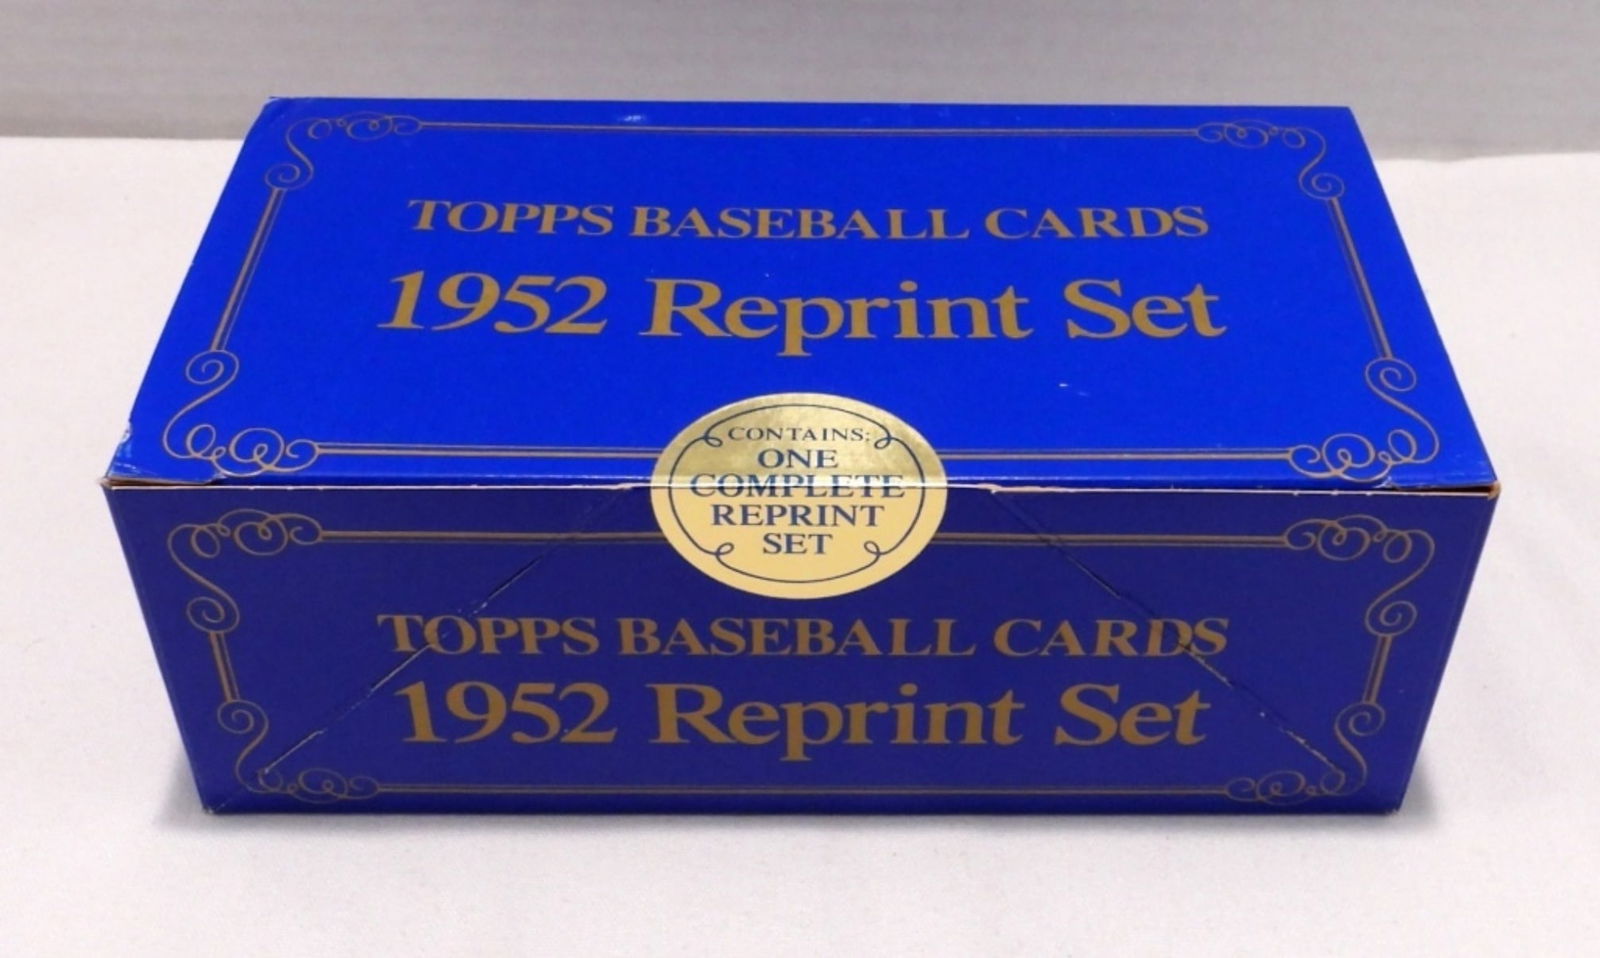 TOPPS BASEBALL CARDS
1952 Reprint Set
CONTAINS:
ONE
COMPLETE
REPRINT
SET
TOPPS BASEBALL CARDS
1952 Reprint Set